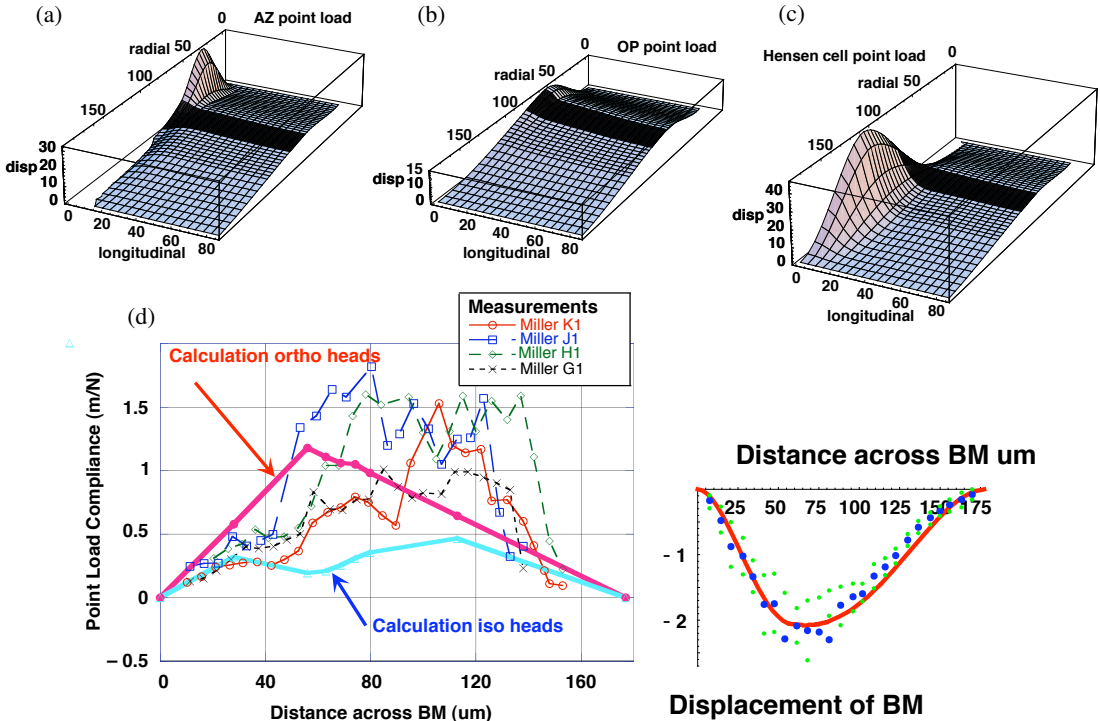 (a)
0
AZ point load
radial 50
100
150
30
20
disp 10
0
0
20
40
60
80
longitudinal
(b)
0
OP point load
radial 50
100
150
15
10
disp 5
0
0
20
40
60
80
longitudinal
(c)
Hensen cell point load
0
radial 50
100
150
40
30
20
disp 10
0
0
20
40
60
80
longitudinal
(d)
Measurements
Miller K1
Miller J1
Miller H1
Miller G1
Calculation ortho heads
Calculation iso heads
Point Load Compliance (m/N)
1.5
1
0.5
0
– 0.5
0
40
80
120
160
Distance across BM (um)
Distance across BM um
25 50 75 100 125 150 175
- 1
- 2
Displacement of BM